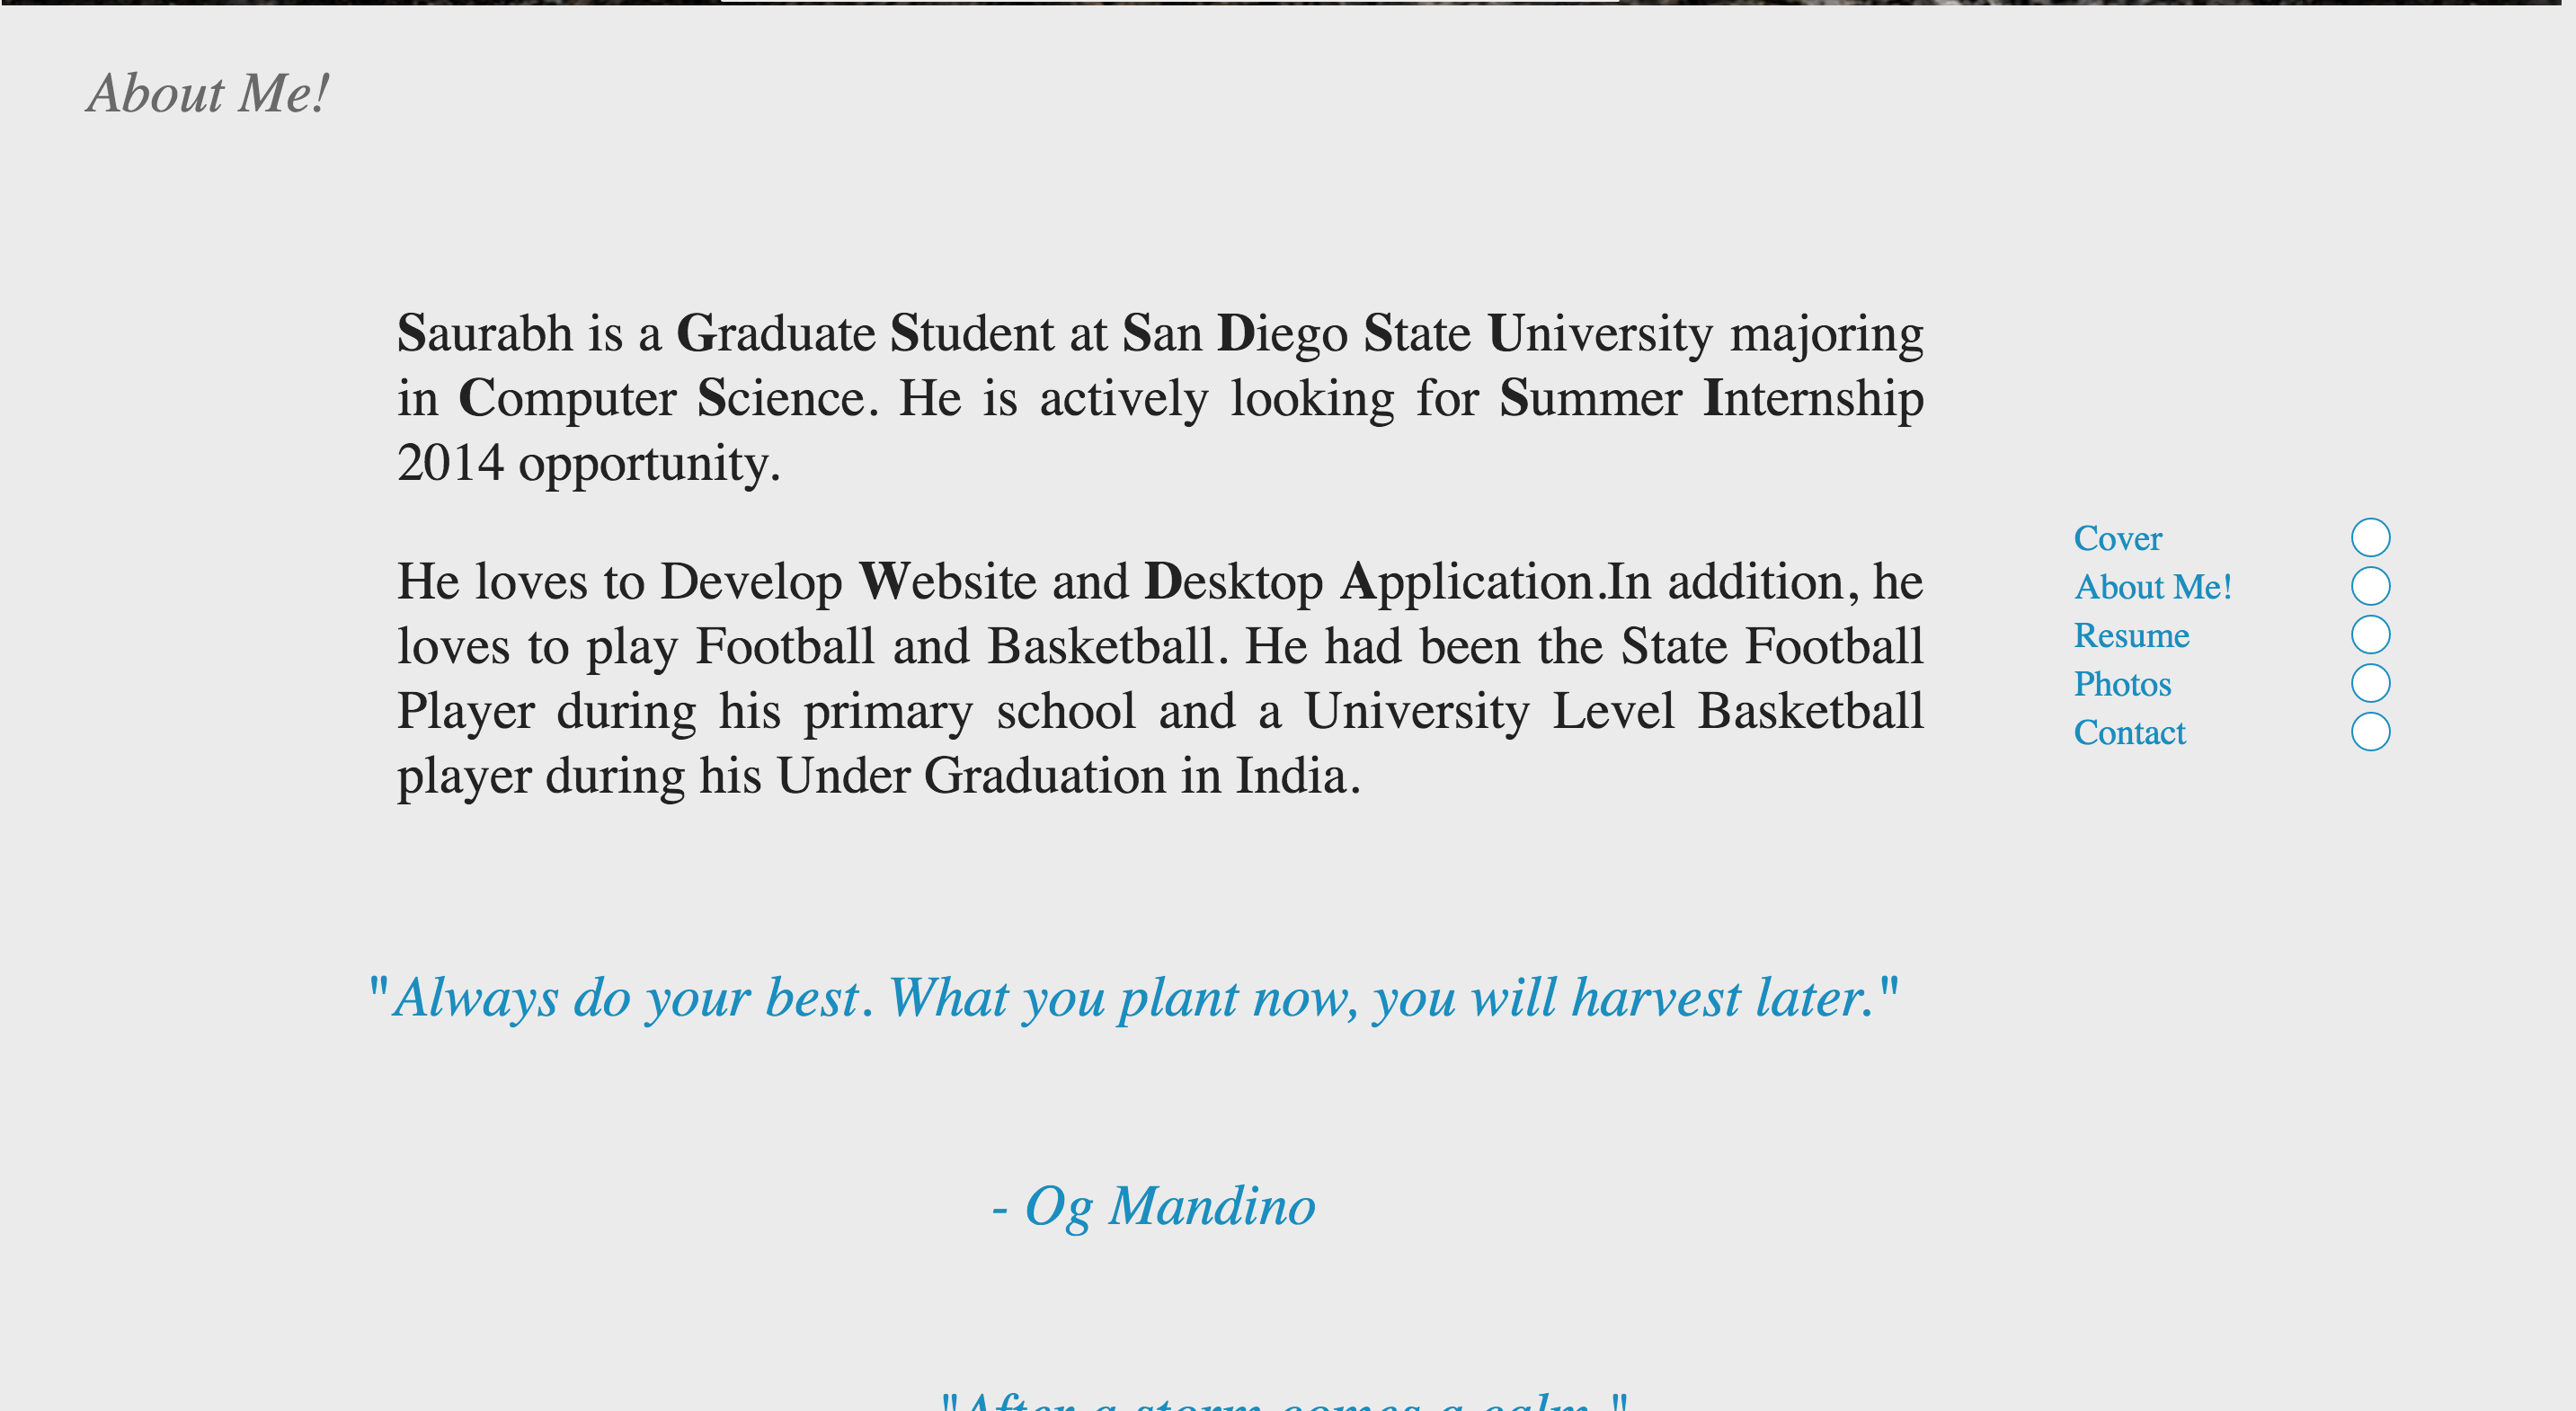 About Me!
Saurabh is a Graduate Student at San Diego State University majoring
in Computer Science. He is actively looking for Summer Internship
2014 opportunity.
He loves to Develop Website and Desktop Application.In addition, he
loves to play Football and Basketball. He had been the State Football
Player during his primary school and a University Level Basketball
player during his Under Graduation in India.
Cover
About Me!
Resume
Photos
Contact
"Always do your best. What you plant now, you will harvest later."
- Og Mandino
"After a storm comes a calm."